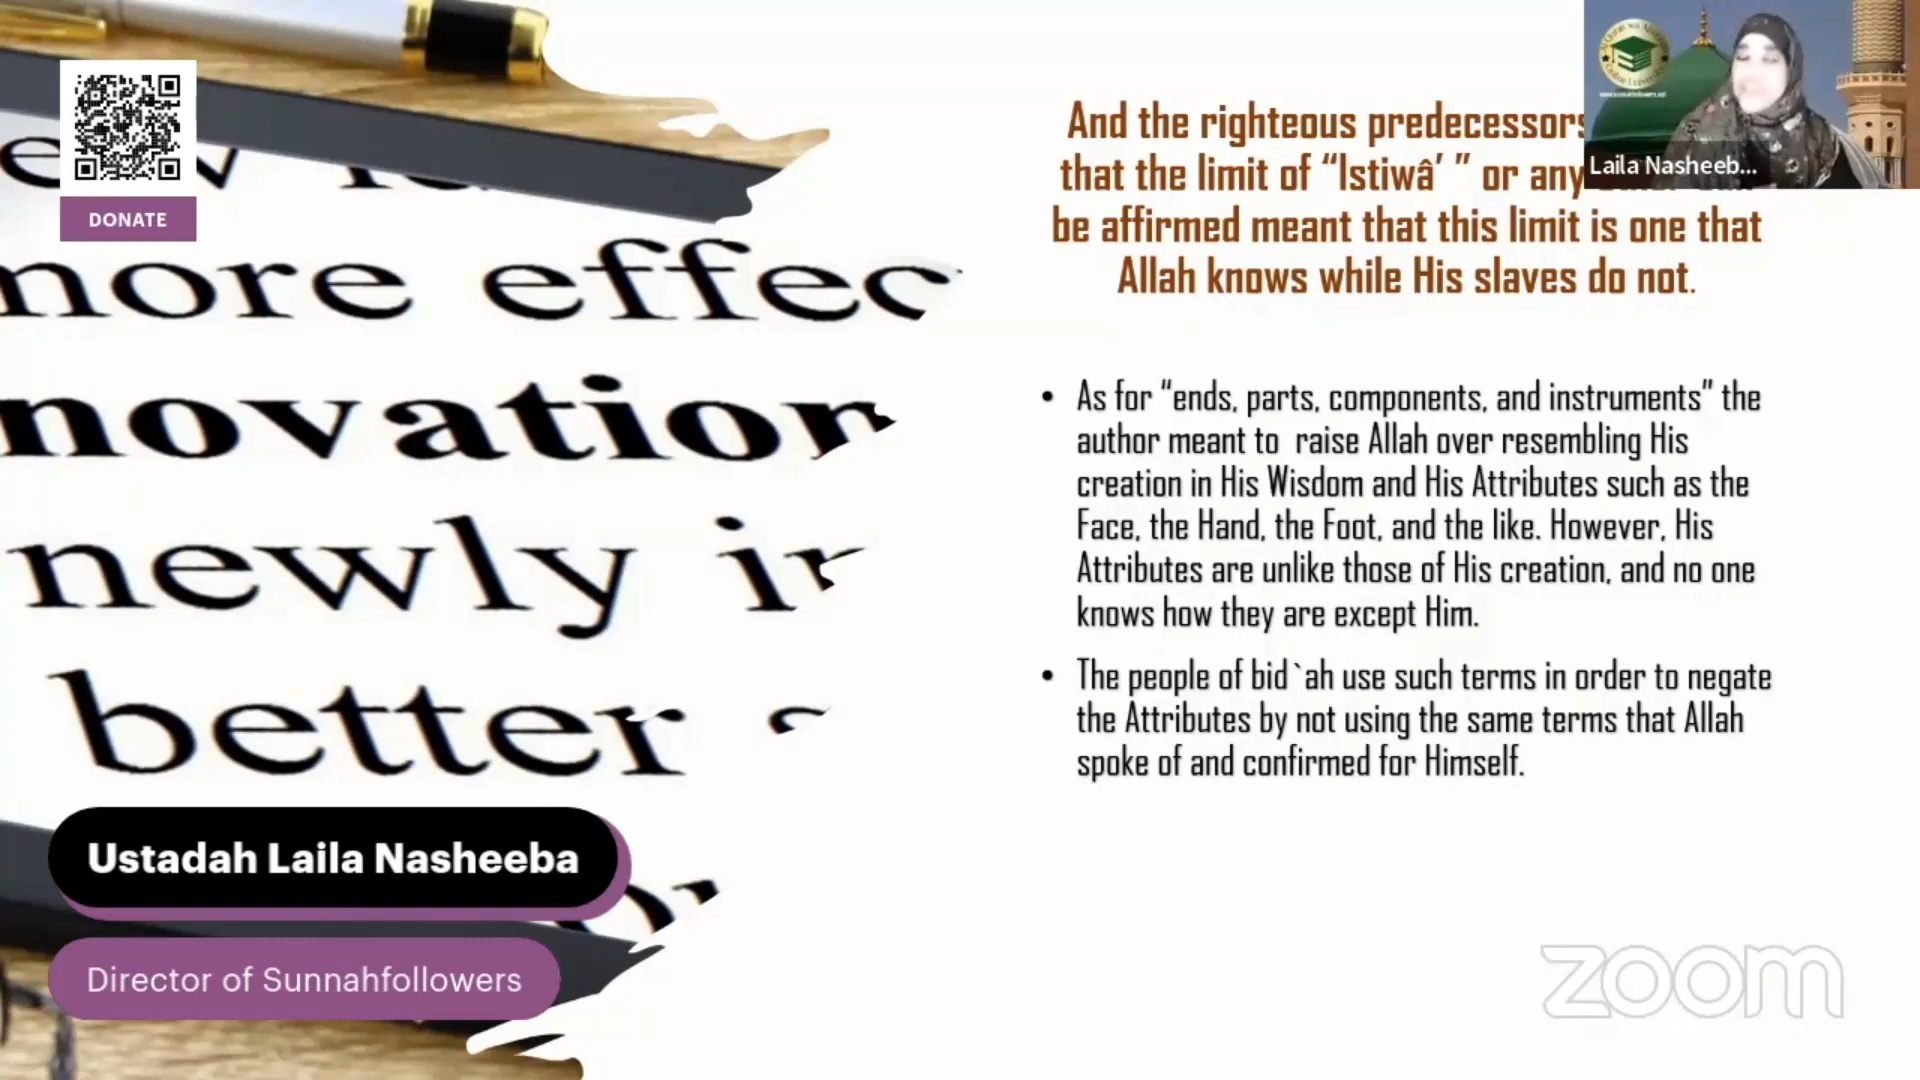 DONATE
more effec
novation
newly in
better
Ustadah Laila Nasheeba
Director of Sunnahfollowers
And the righteous predecessors
that the limit of “Istiwâ’ ” or any
be affirmed meant that this limit is one that
Allah knows while His slaves do not.
• As for “ends, parts, components, and instruments” the
author meant to raise Allah over resembling His
creation in His Wisdom and His Attributes such as the
Face, the Hand, the Foot, and the like. However, His
Attributes are unlike those of His creation, and no one
knows how they are except Him.
• The people of bid`ah use such terms in order to negate
the Attributes by not using the same terms that Allah
spoke of and confirmed for Himself.
Laila Nasheeb...
zoom